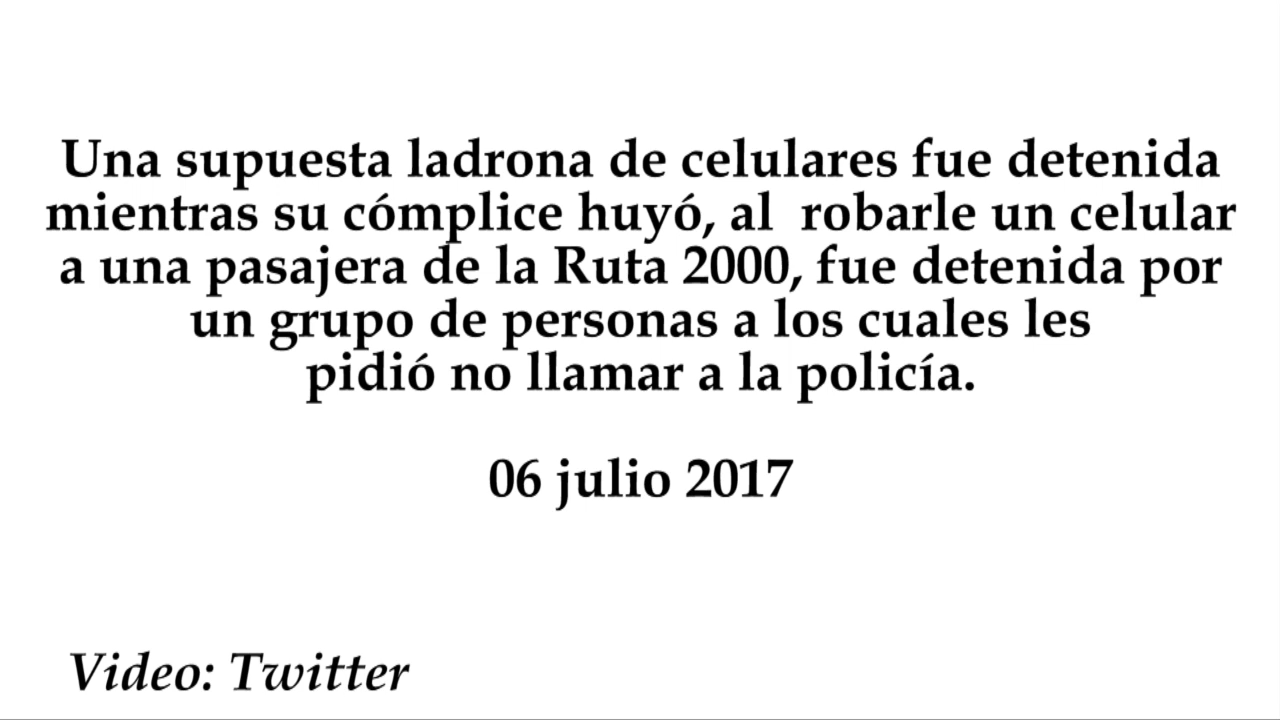 Una supuesta ladrona de celulares fue detenida
mientras su cómplice huyó, al  robarle un celular
a una pasajera de la Ruta 2000, fue detenida por
un grupo de personas a los cuales les
pidió no llamar a la policía.
06 julio 2017
Video: Twitter